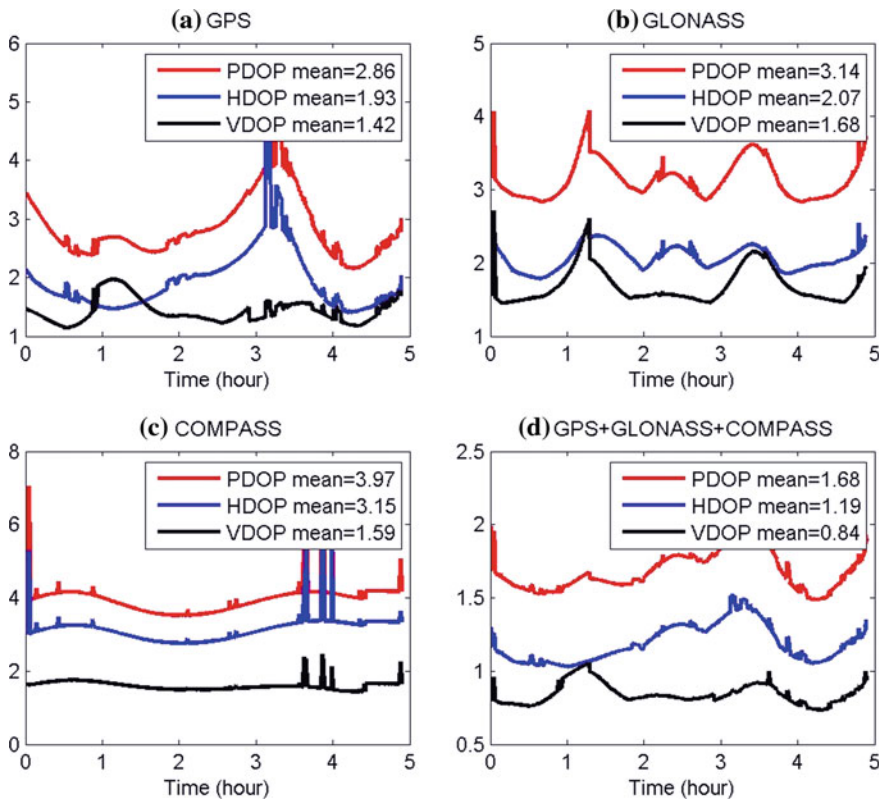 (a) GPS
6
5
4
3
2
1
PDOP mean=2.86
HDOP mean=1.93
VDOP mean=1.42
0 1 2 3 4 5
Time (hour)
(b) GLONASS
5
4
3
2
1
PDOP mean=3.14
HDOP mean=2.07
VDOP mean=1.68
0 1 2 3 4 5
Time (hour)
(c) COMPASS
8
6
4
2
0
PDOP mean=3.97
HDOP mean=3.15
VDOP mean=1.59
0 1 2 3 4 5
Time (hour)
(d) GPS+GLONASS+COMPASS
2.5
2
1.5
1
0.5
PDOP mean=1.68
HDOP mean=1.19
VDOP mean=0.84
0 1 2 3 4 5
Time (hour)